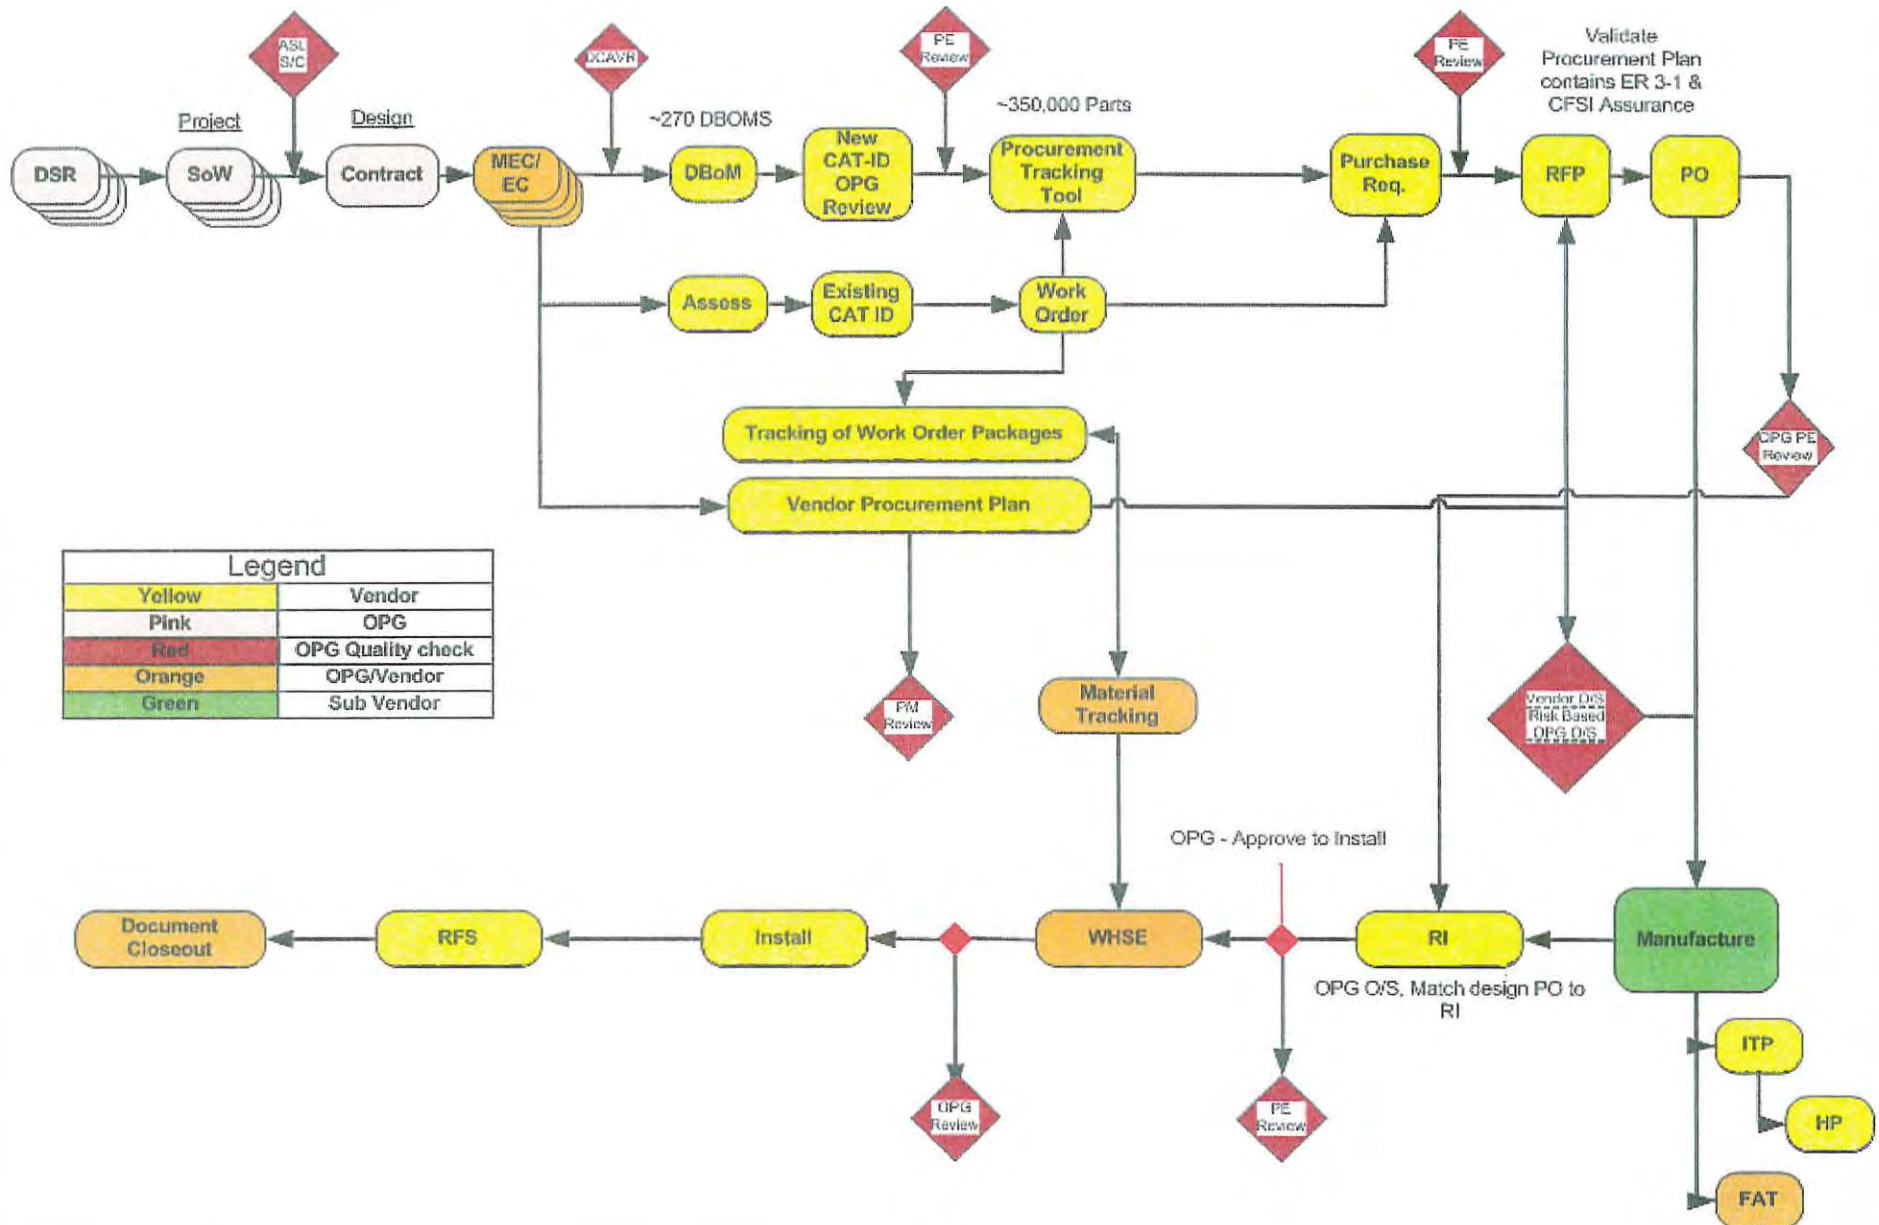 ASL
S/C
DCAVR
PE
Review
PE
Review
Validate
Procurement Plan
contains ER 3-1 &
CFSI Assurance
Project
Design
~270 DBOMS
~350,000 Parts
DSR
SoW
Contract
MEC/
EC
DBoM
New
CAT-ID
OPG
Review
Procurement
Tracking
Tool
Purchase
Req.
RFP
PO
Assess
Existing
CAT ID
Work
Order
Tracking of Work Order Packages
OPG PE
Review
Vendor Procurement Plan
Legend
Yellow Vendor
Pink OPG
Red OPG Quality check
Orange OPG/Vendor
Green Sub Vendor
PM
Review
Material
Tracking
Vendor O/S
Risk Based
OPG O/S
OPG - Approve to Install
Document
Closeout
RFS
Install
WHSE
RI
Manufacture
OPG O/S, Match design PO to
RI
ITP
OPG
Review
PE
Review
HP
FAT